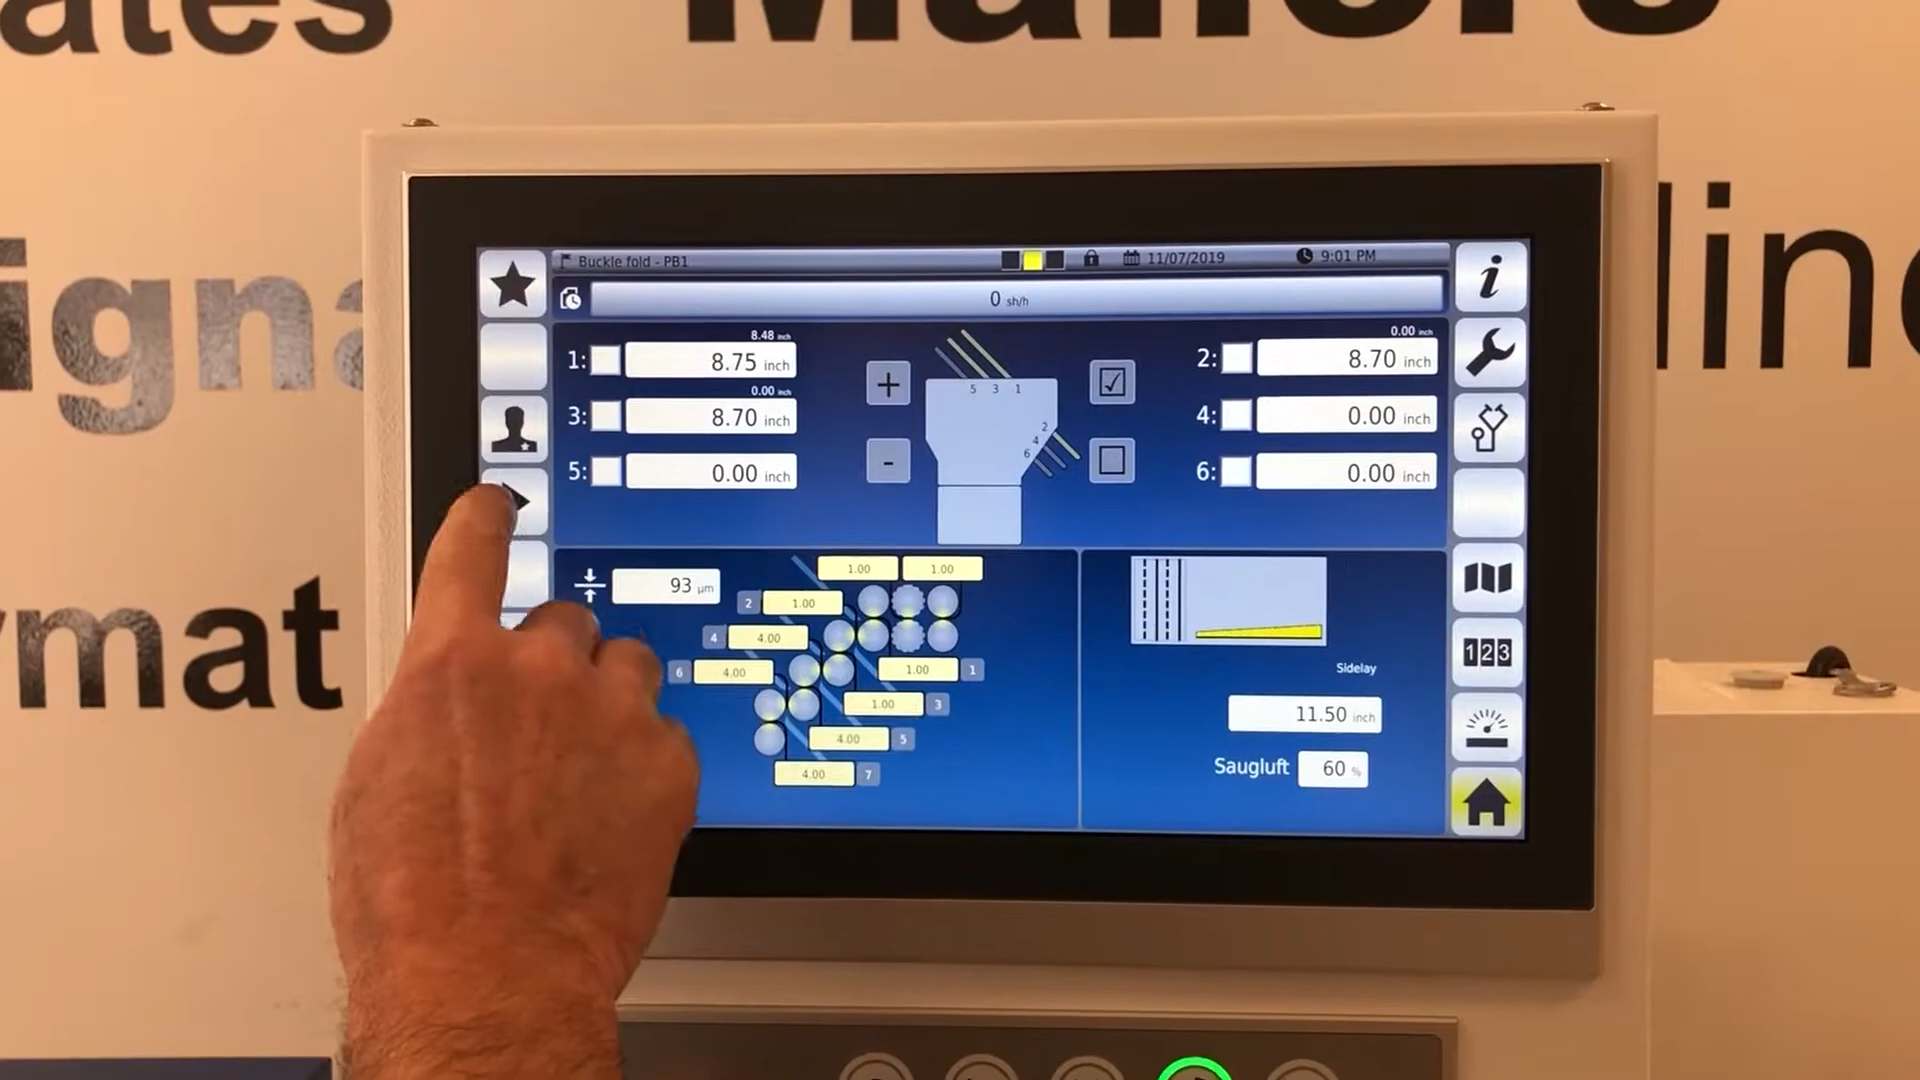 ates Mailers
Buckle fold - PB1 11/07/2019 9:01 PM
0 sh/h
8.48 inch
1: 8.75 inch
0.00 inch
2: 8.70 inch
0.00 inch
3: 8.70 inch
4: 0.00 inch
5: 0.00 inch
6: 0.00 inch
+
-
5 3 1
2
4
6
93 µm
1.00 1.00
2 1.00
4 4.00
6 4.00
1.00 1
1.00 3
4.00 5
4.00 7
Sidelay
11.50 inch
Saugluft 60 %
i
123
igna
line
ymat